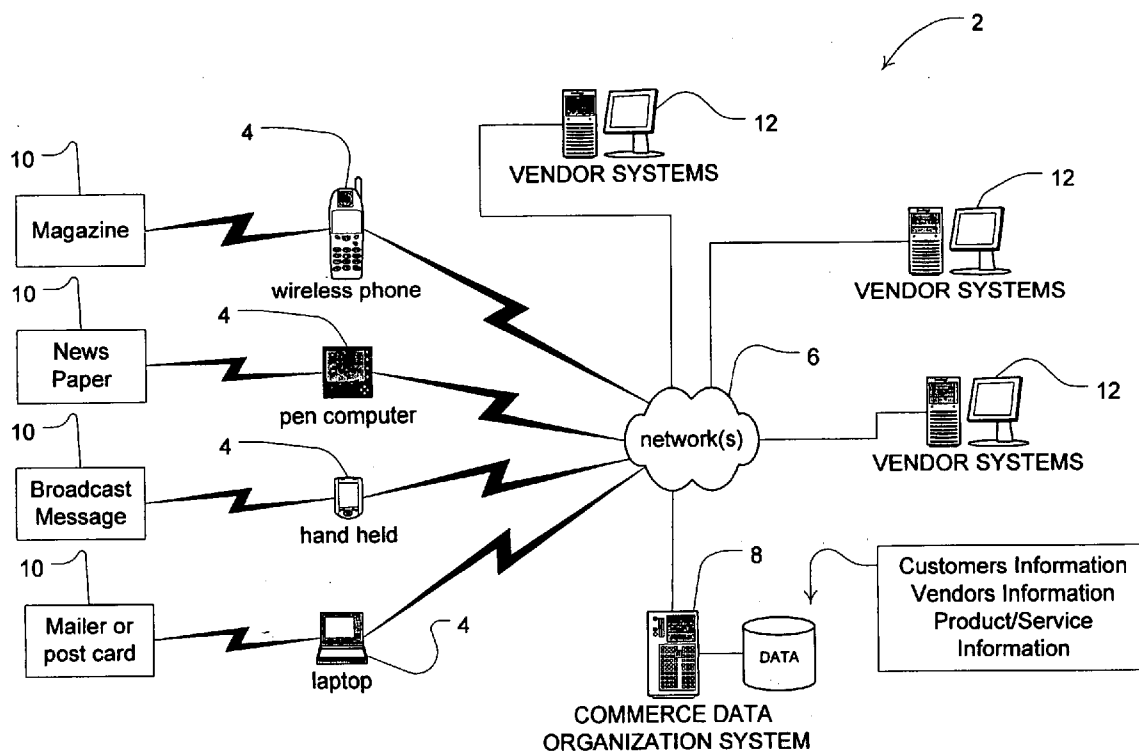 2
4
12
VENDOR SYSTEMS
10
Magazine
wireless phone
12
VENDOR SYSTEMS
10
News
Paper
4
pen computer
6
network(s)
12
VENDOR SYSTEMS
10
Broadcast
Message
4
hand held
10
Mailer or
post card
4
laptop
8
DATA
COMMERCE DATA
ORGANIZATION SYSTEM
Customers Information
Vendors Information
Product/Service
Information